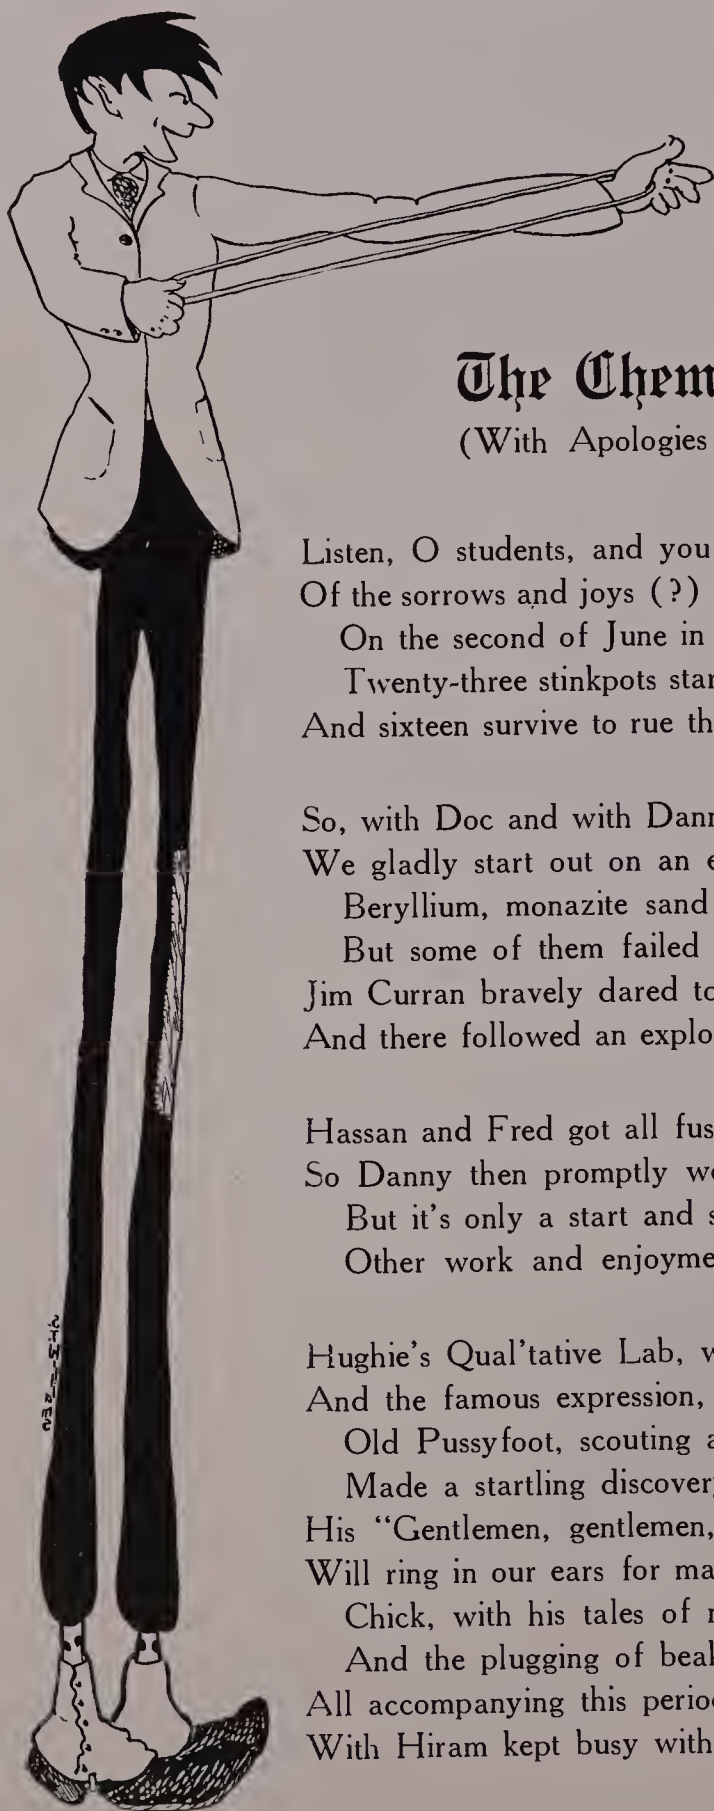 The Chem
(With Apologies
Listen, O students, and you
Of the sorrows and joys (?)
On the second of June in
Twenty-three stinkpots star
And sixteen survive to rue th
So, with Doc and with Dann
We gladly start out on an e
Beryllium, monazite sand
But some of them failed
Jim Curran bravely dared to
And there followed an explo
Hassan and Fred got all fus
So Danny then promptly we
But it's only a start and s
Other work and enjoyme
Hughie's Qual'tative Lab, w
And the famous expression,
Old Pussyfoot, scouting a
Made a startling discovery
His “Gentlemen, gentlemen,
Will ring in our ears for ma
Chick, with his tales of r
And the plugging of beak
All accompanying this period
With Hiram kept busy with